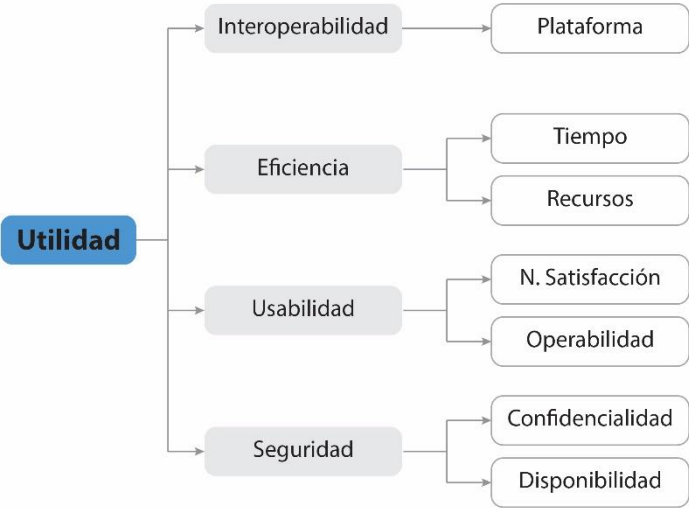 Utilidad
Interoperabilidad
Plataforma
Eficiencia
Tiempo
Recursos
Usabilidad
N. Satisfacción
Operabilidad
Seguridad
Confidencialidad
Disponibilidad